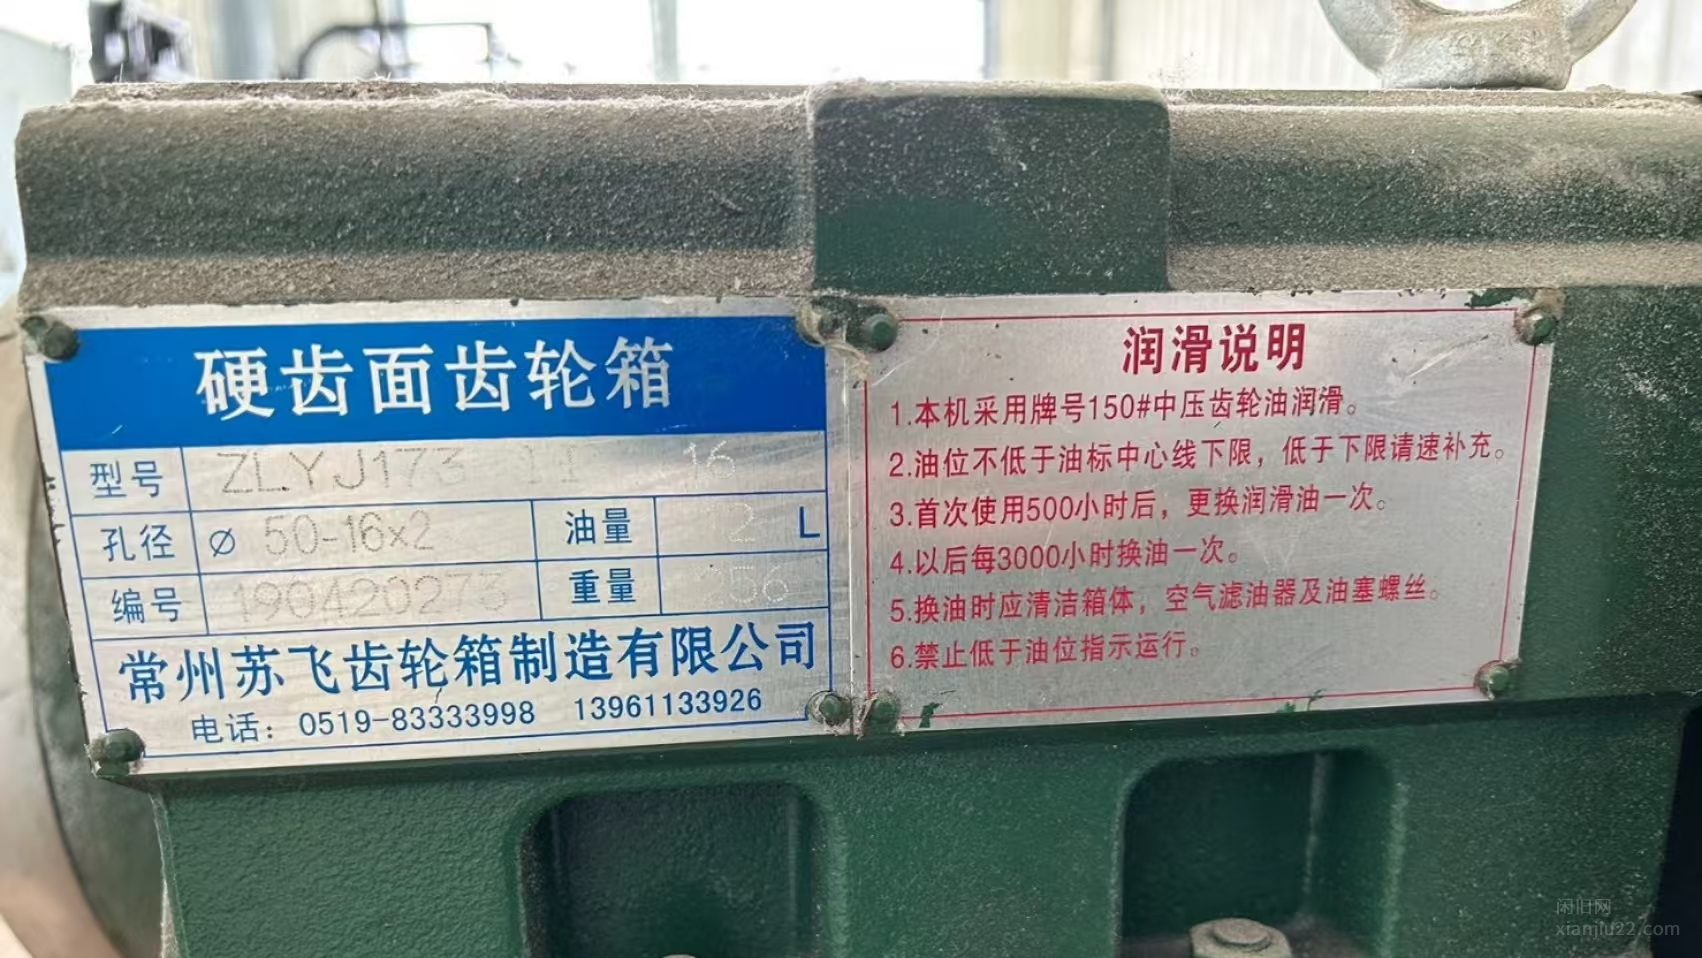 硬齿面齿轮箱
型号 ZLYJ173 11 16
孔径 ø 50-16x2 油量 2 L
编号 190420273 重量 256
常州苏飞齿轮箱制造有限公司
电话：0519-83333998 13961133926
润滑说明
1.本机采用牌号150#中压齿轮油润滑。
2.油位不低于油标中心线下限，低于下限请速补充。
3.首次使用500小时后，更换润滑油一次。
4.以后每3000小时换油一次。
5.换油时应清洁箱体，空气滤油器及油塞螺丝。
6.禁止低于油位指示运行。
闲旧网
xianjiu22.com